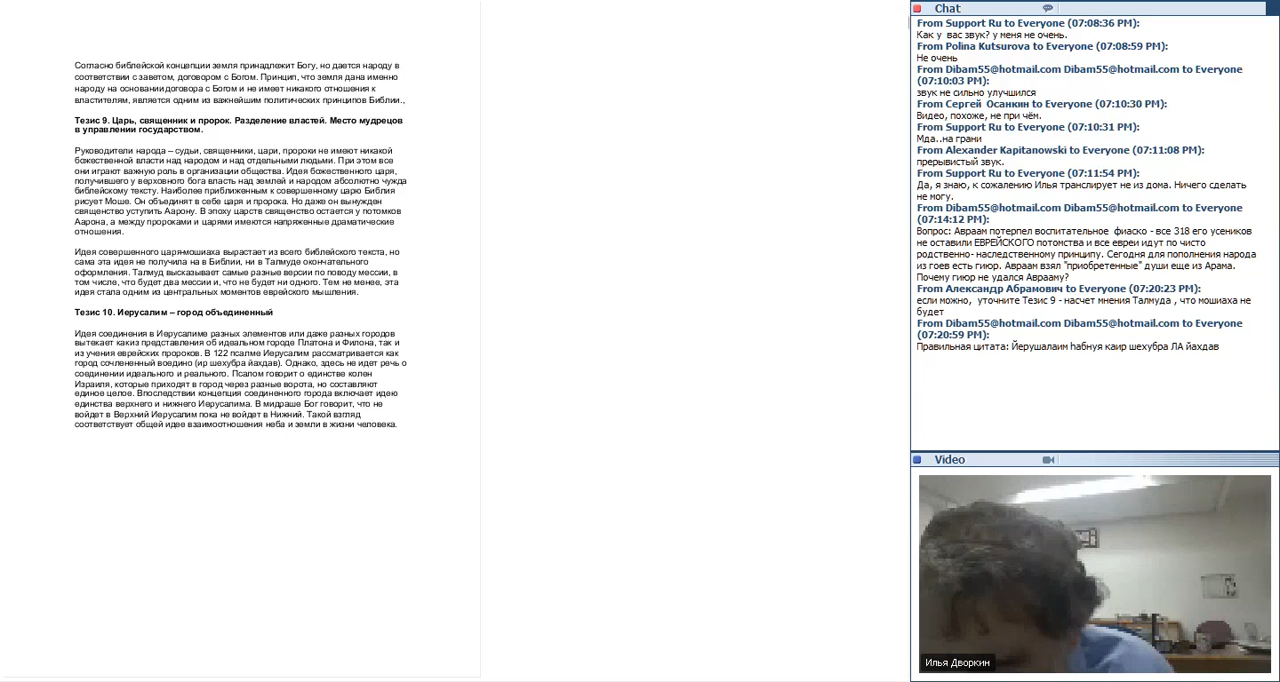 Согласно библейской концепции земля принадлежит Богу, но дается народу в
соответствии с заветом, договором с Богом. Принцип, что земля дана именно
народу на основании договора с Богом и не имеет никакого отношения к
властителям, является одним из важнейшим политических принципов Библии.,
Тезис 9. Царь, священник и пророк. Разделение властей. Место мудрецов
в управлении государством.
Руководители народа – судьи, священники, цари, пророки не имеют никакой
божественной власти над народом и над отдельными людьми. При этом все
они играют важную роль в организации общества. Идея божественного царя,
получившего у верховного бога власть над землей и народом абсолютно чужда
библейскому тексту. Наиболее приближенным к совершенному царю Библия
рисует Моше. Он объединят в себе царя и пророка. Но даже он вынужден
священство уступить Аарону. В эпоху царств священство остается у потомков
Аарона, а между пророками и царями имеются напряженные драматические
отношения.
Идея совершенного царя-мошиаха вырастает из всего библейского текста, но
сама эта идея не получила на в Библии, ни в Талмуде окончательного
оформления. Талмуд высказывает самые разные версии по поводу мессии, в
том числе, что будет два мессии и, что не будет ни одного. Тем не менее, эта
идея стала одним из центральных моментов еврейского мышления.
Тезис 10. Иерусалим – город объединенный
Идея соединения в Иерусалиме разных элементов или даже разных городов
вытекает какиз представления об идеальном городе Платона и Филона, так и
из учения еврейских пророков. В 122 псалме Иерусалим рассматривается как
город сочлененный воедино (ир шехубра йахдав). Однако, здесь не идет речь о
соединении идеального и реального. Псалом говорит о единстве колен
Израиля, которые приходят в город через разные ворота, но составляют
единое целое. Впоследствии концепция соединенного города включает идею
единства верхнего и нижнего Иерусалима. В мидраше Бог говорит, что не
войдет в Верхний Иерусалим пока не войдет в Нижний. Такой взгляд
соответствует общей идее взаимоотношения неба и земли в жизни человека.
Chat
From Support Ru to Everyone (07:08:36 PM):
Как у вас звук? у меня не очень.
From Polina Kutsurova to Everyone (07:08:59 PM):
Не очень
From Dibam55@hotmail.com Dibam55@hotmail.com to Everyone
(07:10:03 PM):
звук не сильно улучшился
From Сергей Осанкин to Everyone (07:10:30 PM):
Видео, похоже, не при чём.
From Support Ru to Everyone (07:10:31 PM):
Мда..на грани
From Alexander Kapitanowski to Everyone (07:11:08 PM):
прерывистый звук.
From Support Ru to Everyone (07:11:54 PM):
Да, я знаю, к сожалению Илья транслирует не из дома. Ничего сделать
не могу.
From Dibam55@hotmail.com Dibam55@hotmail.com to Everyone
(07:14:12 PM):
Вопрос: Авраам потерпел воспитательное фиаско - все 318 его усеников
не оставили ЕВРЕЙСКОГО потомства и все евреи идут по чисто
родственно- наследственному принципу. Сегодня для пополнения народа
из гоев есть гиюр. Авраам взял "приобретенные" души еще из Арама.
Почему гиюр не удался Аврааму?
From Александр Абрамович to Everyone (07:20:23 PM):
если можно, уточните Тезис 9 - насчет мнения Талмуда , что мошиаха не
будет
From Dibam55@hotmail.com Dibam55@hotmail.com to Everyone
(07:20:59 PM):
Правильная цитата: Йерушалаим hабнуя каир шехубра ЛА йахдав
Video
Илья Дворкин